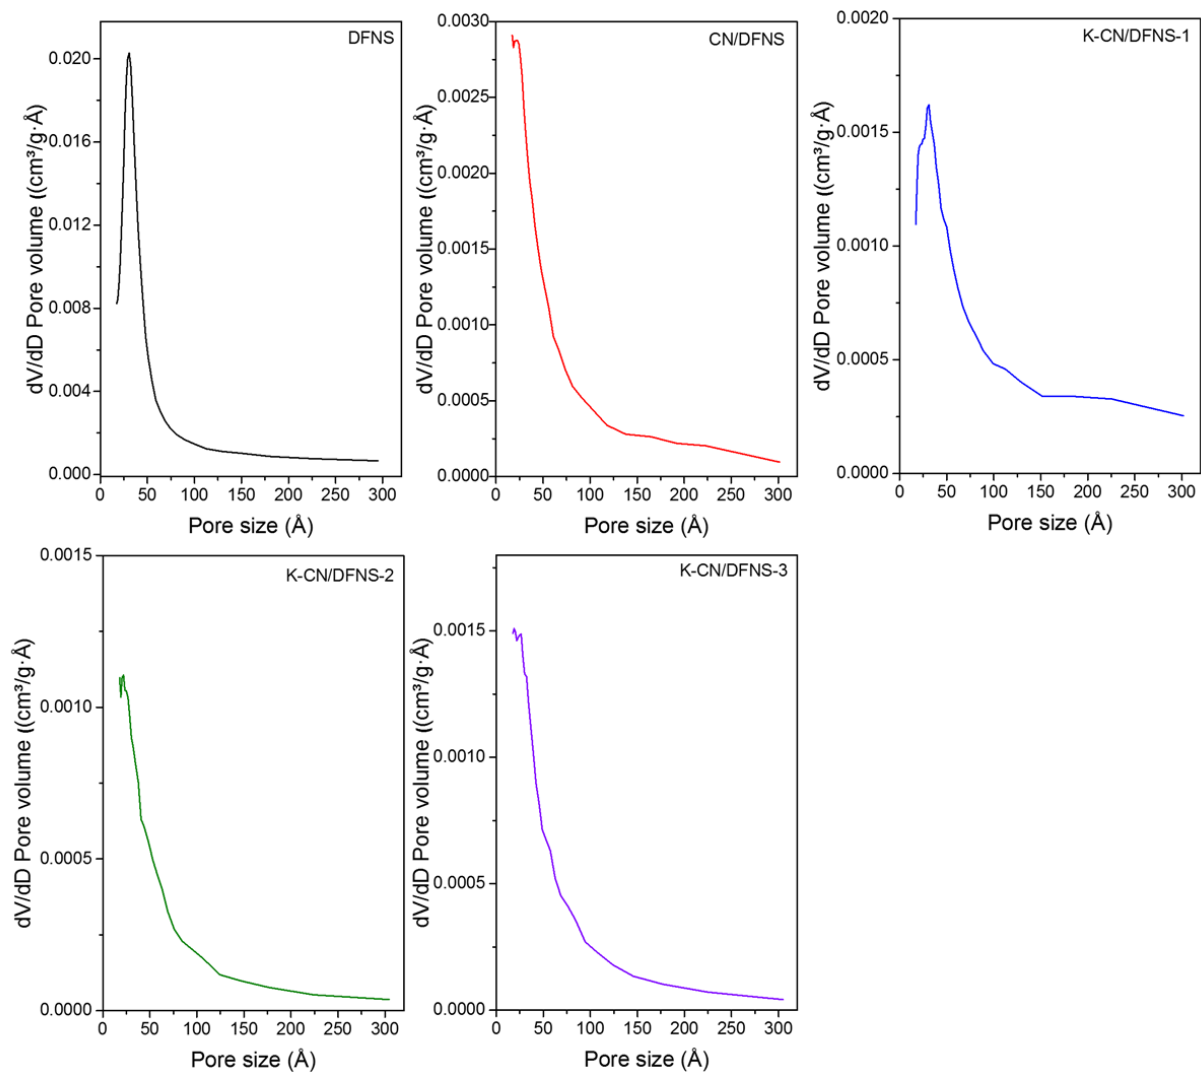 DFNS
dV/dD Pore volume ((cm³/g·Å)
0.020
0.016
0.012
0.008
0.004
0.000
0 50 100 150 200 250 300
Pore size (Å)
CN/DFNS
dV/dD Pore volume ((cm³/g·Å)
0.0030
0.0025
0.0020
0.0015
0.0010
0.0005
0.0000
0 50 100 150 200 250 300
Pore size (Å)
K-CN/DFNS-1
dV/dD Pore volume ((cm³/g·Å)
0.0020
0.0015
0.0010
0.0005
0.0000
0 50 100 150 200 250 300
Pore size (Å)
K-CN/DFNS-2
dV/dD Pore volume ((cm³/g·Å)
0.0015
0.0010
0.0005
0.0000
0 50 100 150 200 250 300
Pore size (Å)
K-CN/DFNS-3
dV/dD Pore volume ((cm³/g·Å)
0.0015
0.0010
0.0005
0.0000
0 50 100 150 200 250 300
Pore size (Å)